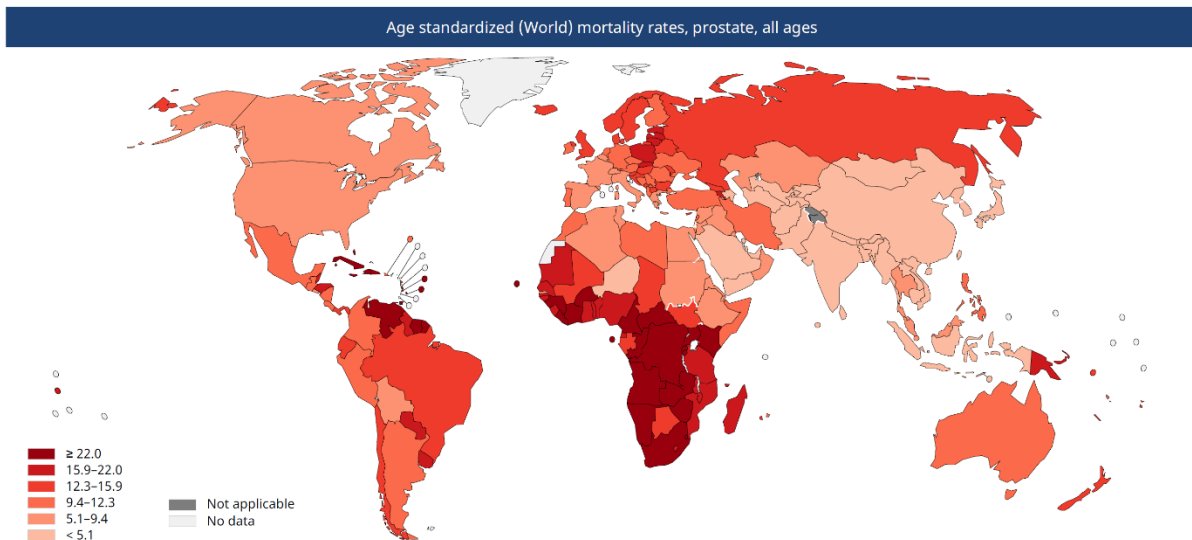 Age standardized (World) mortality rates, prostate, all ages
≥ 22.0
15.9–22.0
12.3–15.9
9.4–12.3
5.1–9.4
< 5.1
Not applicable
No data